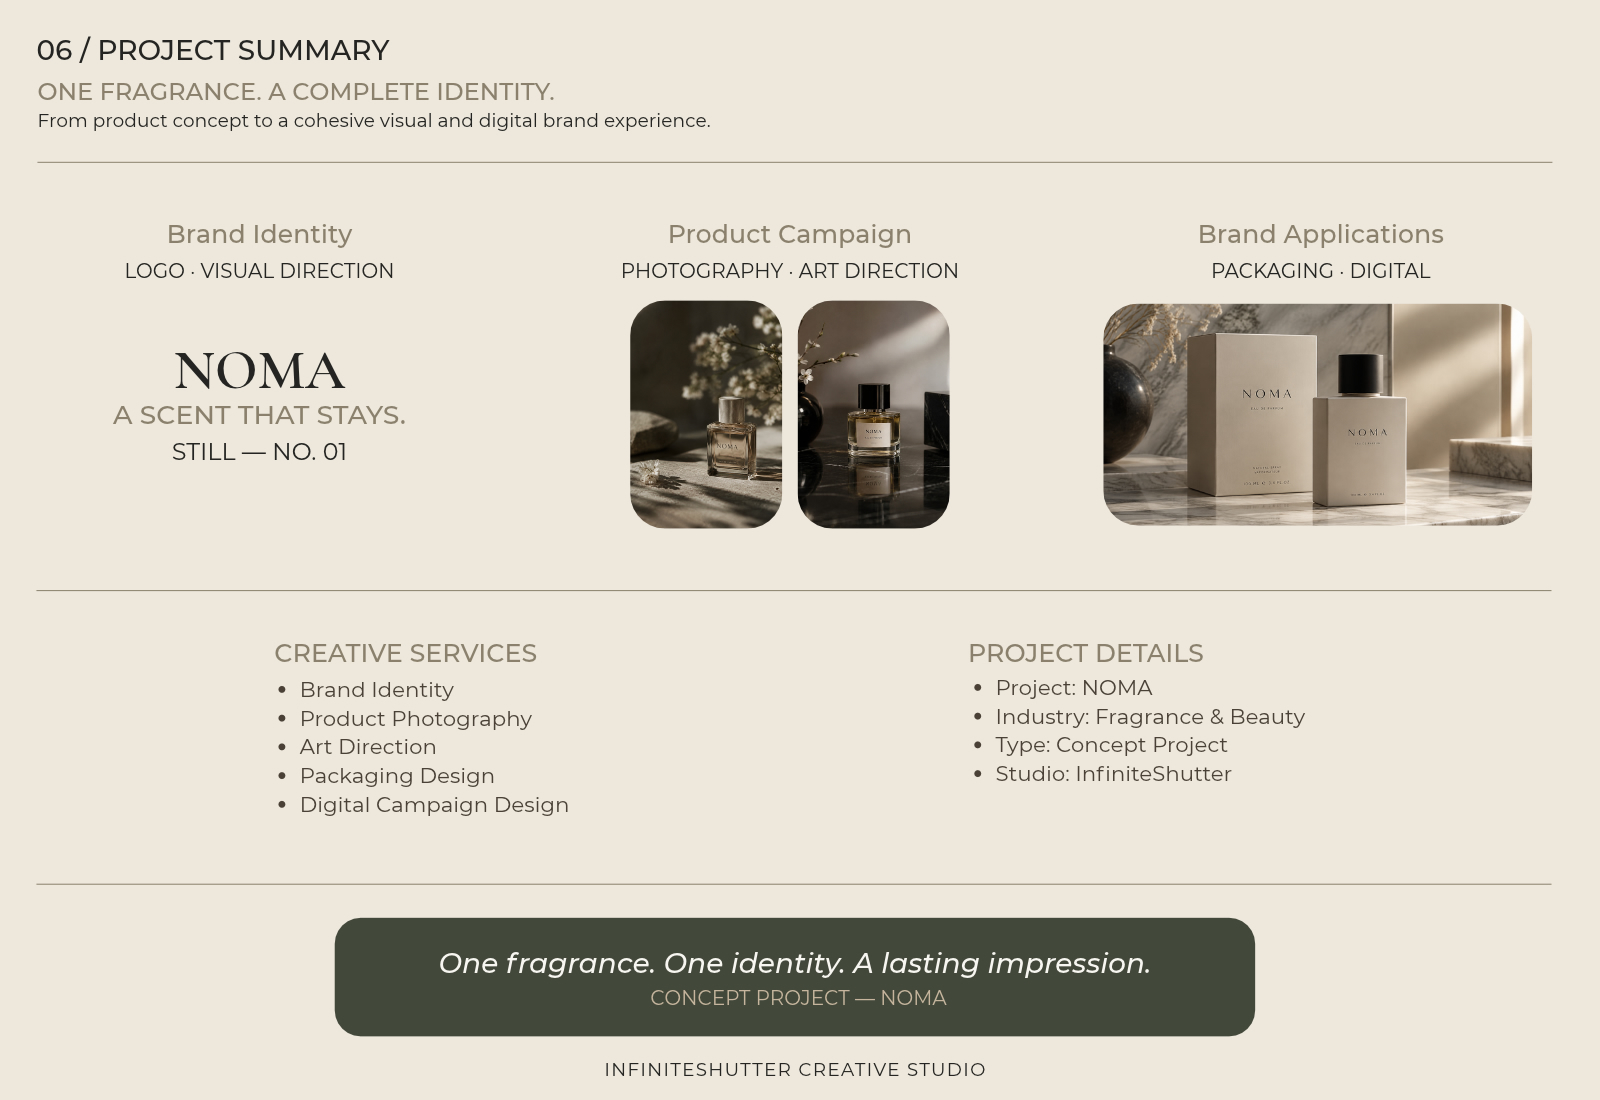 06 / PROJECT SUMMARY
ONE FRAGRANCE. A COMPLETE IDENTITY.
From product concept to a cohesive visual and digital brand experience.
Brand Identity
LOGO · VISUAL DIRECTION
NOMA
A SCENT THAT STAYS.
STILL — NO. 01
Product Campaign
PHOTOGRAPHY · ART DIRECTION
NOMA
NOMA
Brand Applications
PACKAGING · DIGITAL
NOMA
EAU DE PARFUM
NOMA
CREATIVE SERVICES
• Brand Identity
• Product Photography
• Art Direction
• Packaging Design
• Digital Campaign Design
PROJECT DETAILS
• Project: NOMA
• Industry: Fragrance & Beauty
• Type: Concept Project
• Studio: InfiniteShutter
One fragrance. One identity. A lasting impression.
CONCEPT PROJECT — NOMA
INFINITESHUTTER CREATIVE STUDIO